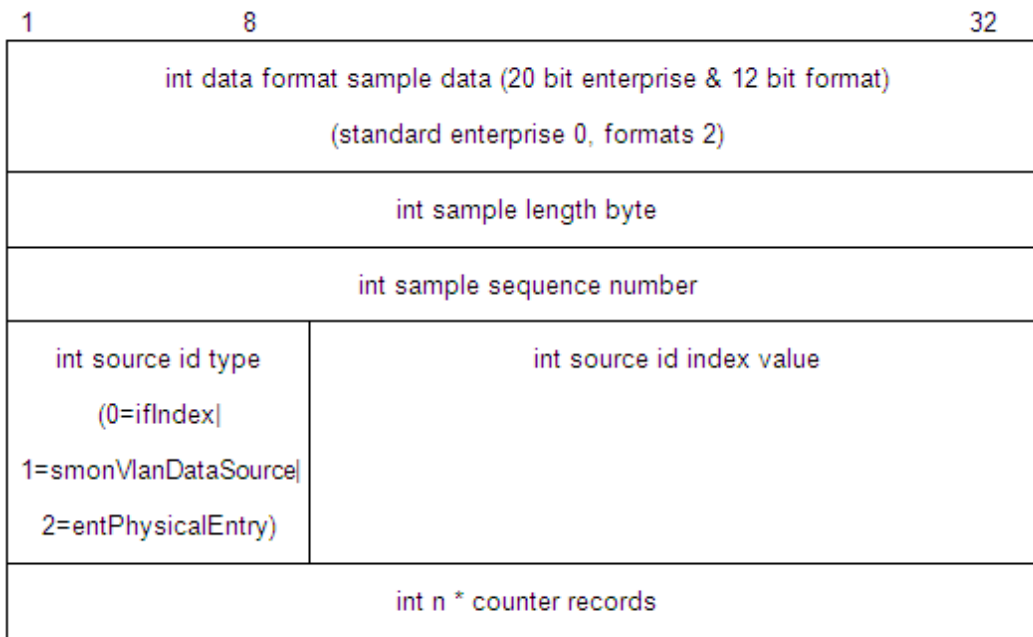 1 8 32
int data format sample data (20 bit enterprise & 12 bit format)
(standard enterprise 0, formats 2)
int sample length byte
int sample sequence number
int source id type
(0=ifIndex|
1=smonVlanDataSource|
2=entPhysicalEntry)
int source id index value
int n * counter records